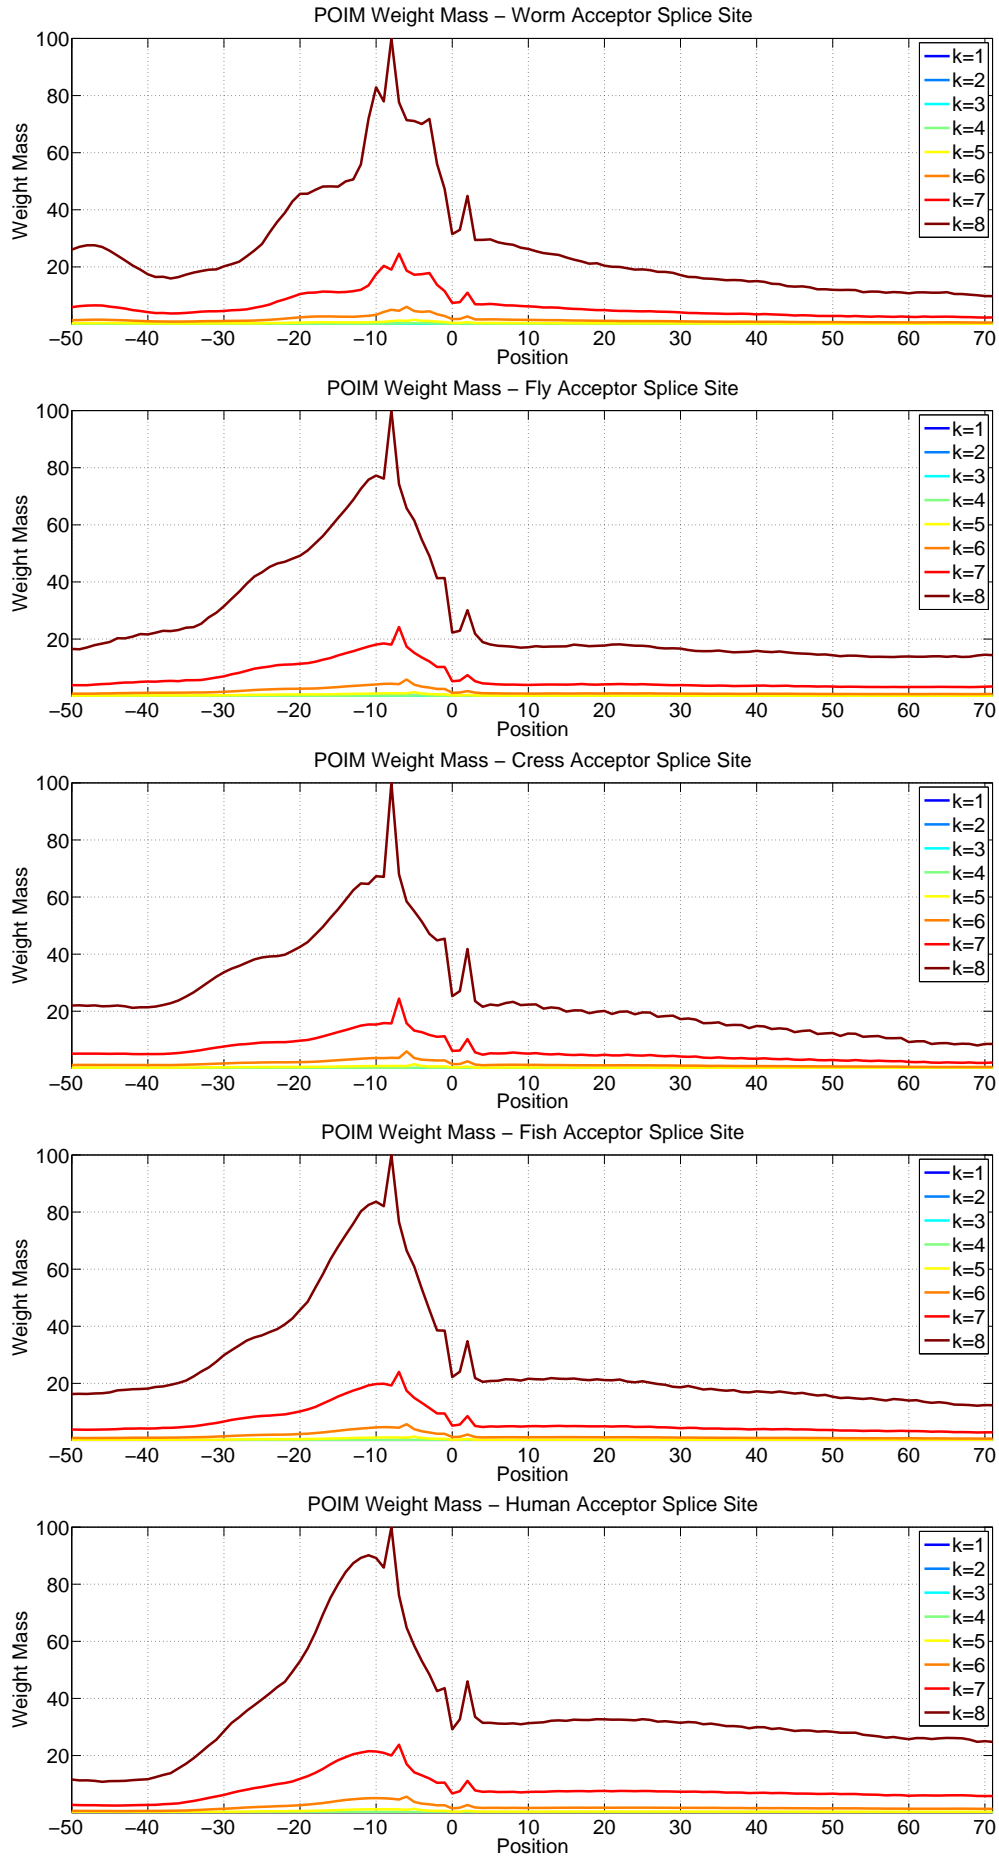 POIM Weight Mass − Worm Acceptor Splice Site
100
80
60
40
20
Weight Mass
k=1
k=2
k=3
k=4
k=5
k=6
k=7
k=8
−50 −40 −30 −20 −10 0 10 20 30 40 50 60 70
Position
POIM Weight Mass − Fly Acceptor Splice Site
100
80
60
40
20
Weight Mass
k=1
k=2
k=3
k=4
k=5
k=6
k=7
k=8
−50 −40 −30 −20 −10 0 10 20 30 40 50 60 70
Position
POIM Weight Mass − Cress Acceptor Splice Site
100
80
60
40
20
Weight Mass
k=1
k=2
k=3
k=4
k=5
k=6
k=7
k=8
−50 −40 −30 −20 −10 0 10 20 30 40 50 60 70
Position
POIM Weight Mass − Fish Acceptor Splice Site
100
80
60
40
20
Weight Mass
k=1
k=2
k=3
k=4
k=5
k=6
k=7
k=8
−50 −40 −30 −20 −10 0 10 20 30 40 50 60 70
Position
POIM Weight Mass − Human Acceptor Splice Site
100
80
60
40
20
Weight Mass
k=1
k=2
k=3
k=4
k=5
k=6
k=7
k=8
−50 −40 −30 −20 −10 0 10 20 30 40 50 60 70
Position